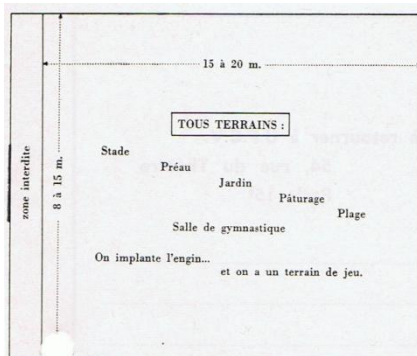 15 à 20 m.
TOUS TERRAINS :
zone interdite
8 à 15 m.
Stade
Préau
Jardin
Pâturage
Plage
Salle de gymnastique
On implante l'engin...
et on a un terrain de jeu.